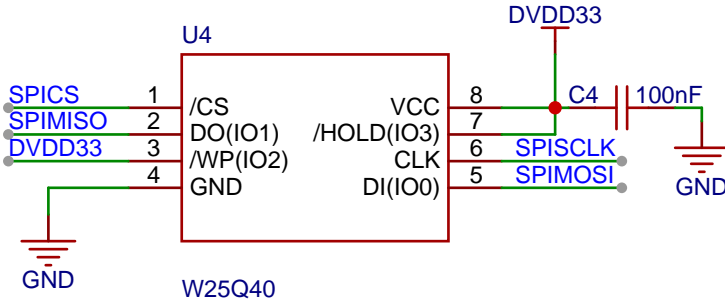 DVDD33
U4
SPICS 1 /CS VCC 8 C4 100nF
SPIMISO 2 DO(IO1) /HOLD(IO3) 7
DVDD33 3 /WP(IO2) CLK 6 SPISCLK
4 GND DI(IO0) 5 SPIMOSI GND
GND
W25Q40